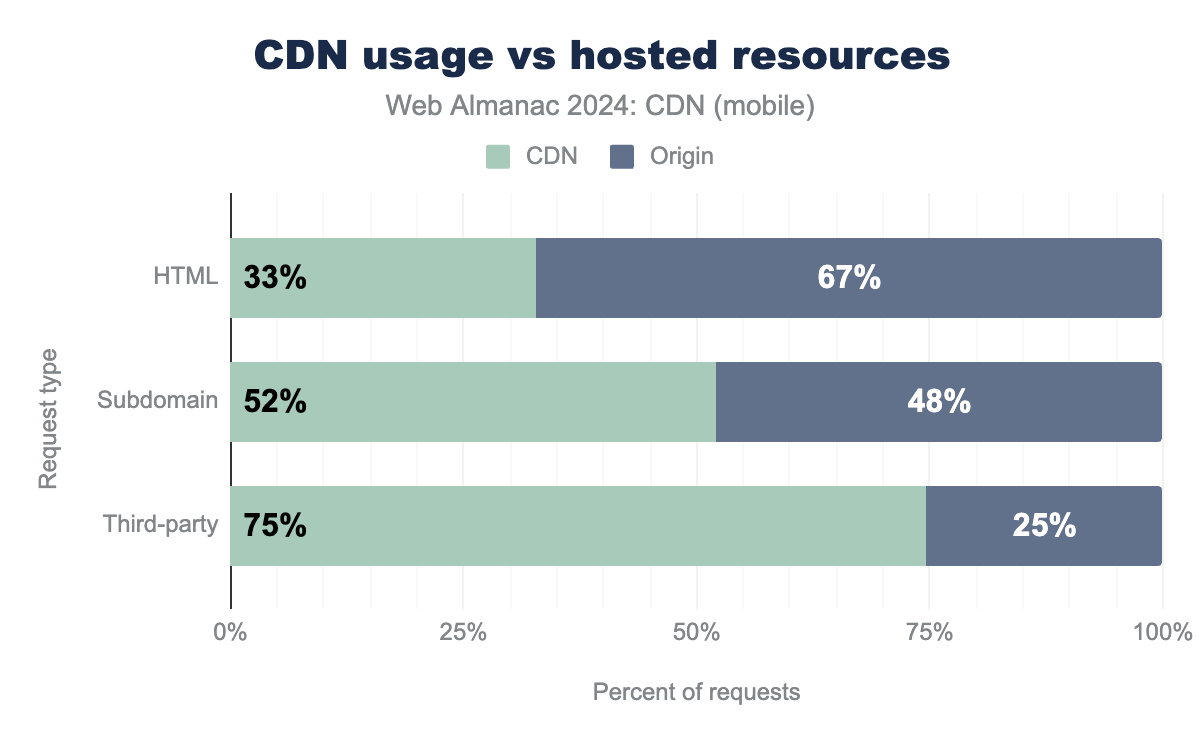 CDN usage vs hosted resources
Web Almanac 2024: CDN (mobile)
CDN Origin
HTML 33% 67%
Subdomain 52% 48%
Third-party 75% 25%
Request type
0% 25% 50% 75% 100%
Percent of requests